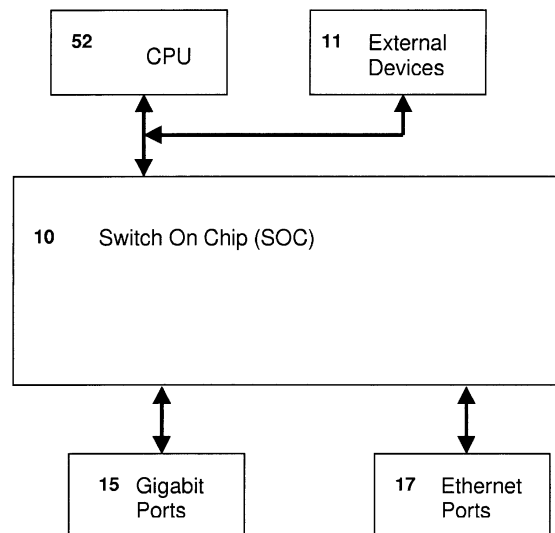 52 CPU
11 External
Devices
10 Switch On Chip (SOC)
15 Gigabit
Ports
17 Ethernet
Ports